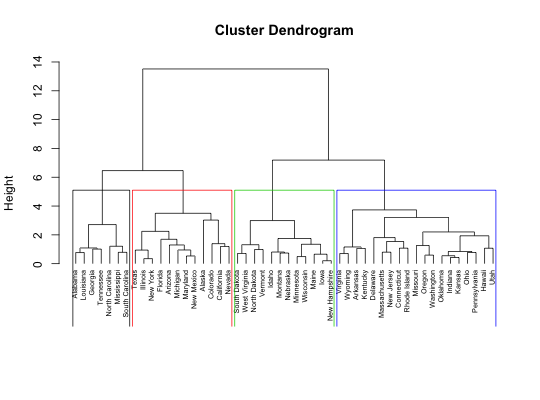 Cluster Dendrogram
Height
14
12
10
8
6
4
2
0
Alabama
Louisiana
Georgia
Tennessee
North Carolina
Mississippi
South Carolina
Texas
Illinois
New York
Florida
Arizona
Michigan
Maryland
New Mexico
Alaska
Colorado
California
Nevada
South Dakota
West Virginia
North Dakota
Vermont
Idaho
Montana
Nebraska
Minnesota
Wisconsin
Maine
Iowa
New Hampshire
Virginia
Wyoming
Arkansas
Kentucky
Delaware
Massachusetts
New Jersey
Connecticut
Rhode Island
Missouri
Oregon
Washington
Oklahoma
Indiana
Kansas
Ohio
Pennsylvania
Hawaii
Utah